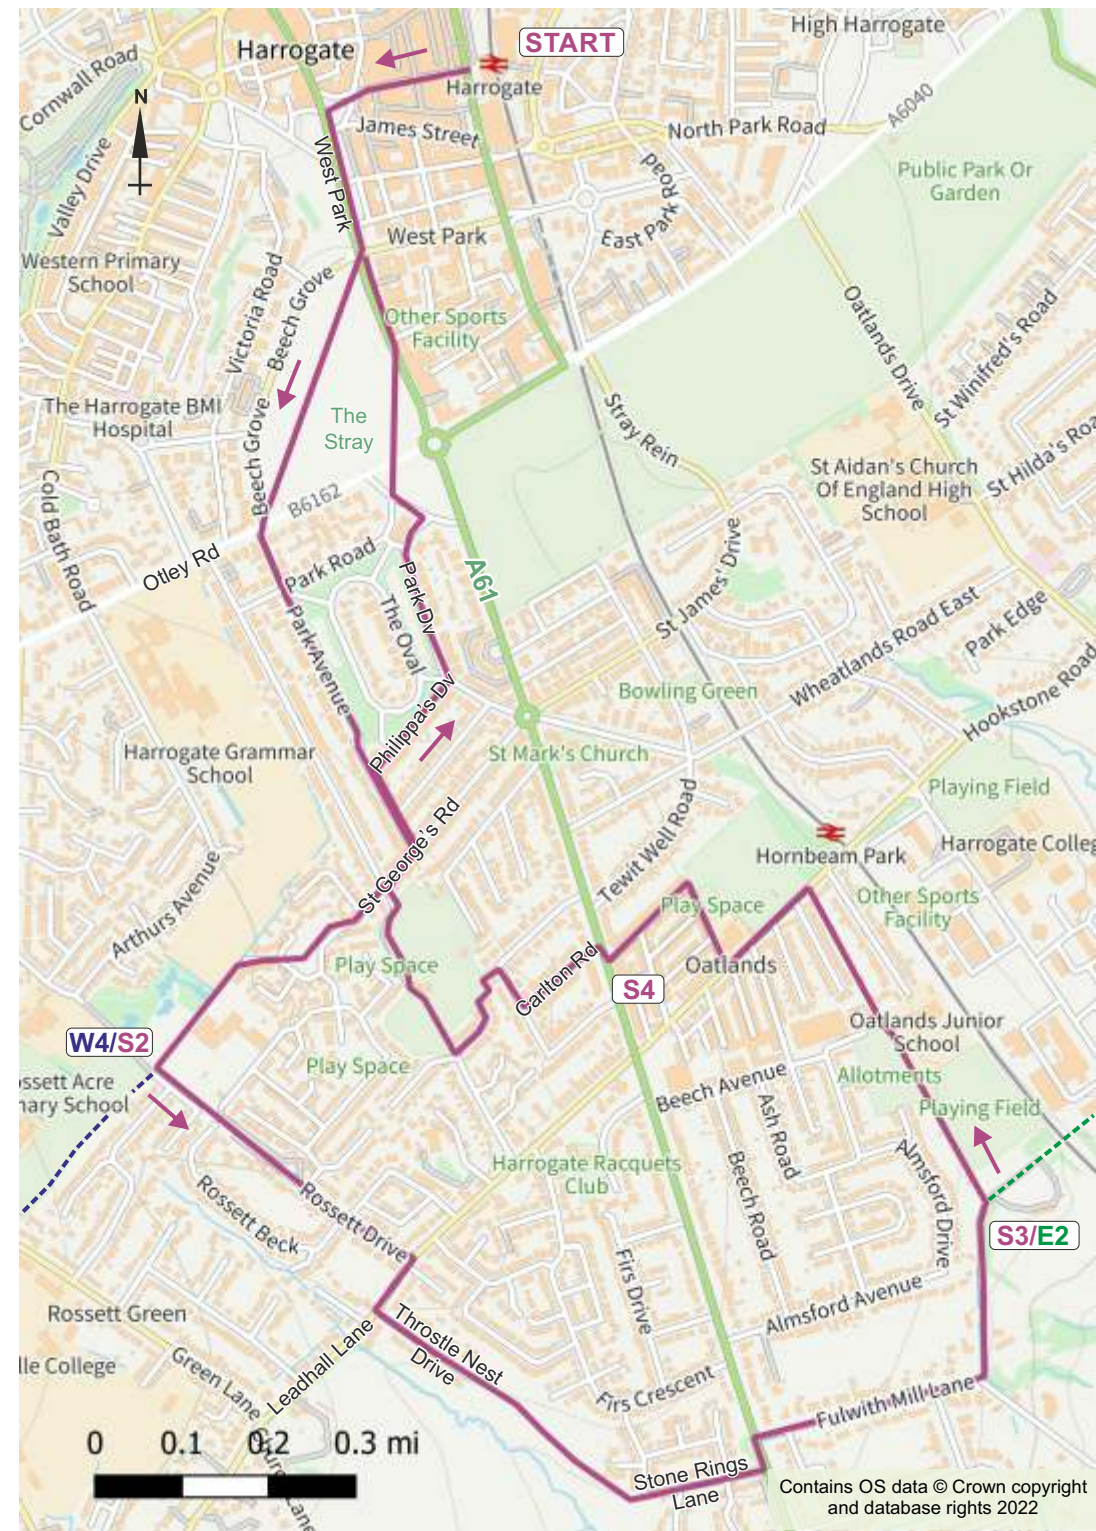 High Harrogate
START
Harrogate
Cornwall Road
N
Harrogate
A6040
James Street
North Park Road
Valley Drive
West Park
East Park Road
Public Park Or
Garden
West Park
Western Primary
School
Victoria Road
Beech Grove
Other Sports
Facility
Oatlands Drive
St Winifred's Road
The Harrogate BMI
Hospital
The
Stray
Beech Grove
Stray Rein
St Hilda's Roa
St Aidan's Church
Of England High
School
Cold Bath Road
B6162
Otley Rd
Park Road
Park Dv
A61
St James' Drive
The Oval
Park Avenue
Wheatlands Road East
Park Edge
Hookstone Road
Bowling Green
Philippa's Dv
Harrogate Grammar
School
St Mark's Church
Playing Field
Tewit Well Road
Hornbeam Park
Harrogate Colleg
St George's Rd
Arthurs Avenue
Play Space
Other Sports
Facility
Play Space
Carlton Rd
Oatlands
S4
Oatlands Junior
School
W4/S2
Play Space
ossett Acre
nary School
Beech Avenue
Allotments
Playing Field
Ash Road
Harrogate Racquets
Club
Beech Road
Almsford Drive
Rossett Beck
Rossett Drive
S3/E2
Firs Drive
Almsford Avenue
Rossett Green
Throstle Nest
Drive
Leadhall Lane
lle College
Green Lane
Firs Crescent
Fulwith Mill Lane
0 0.1 0.2 0.3 mi
Stone Rings
Lane
Contains OS data © Crown copyright
and database rights 2022